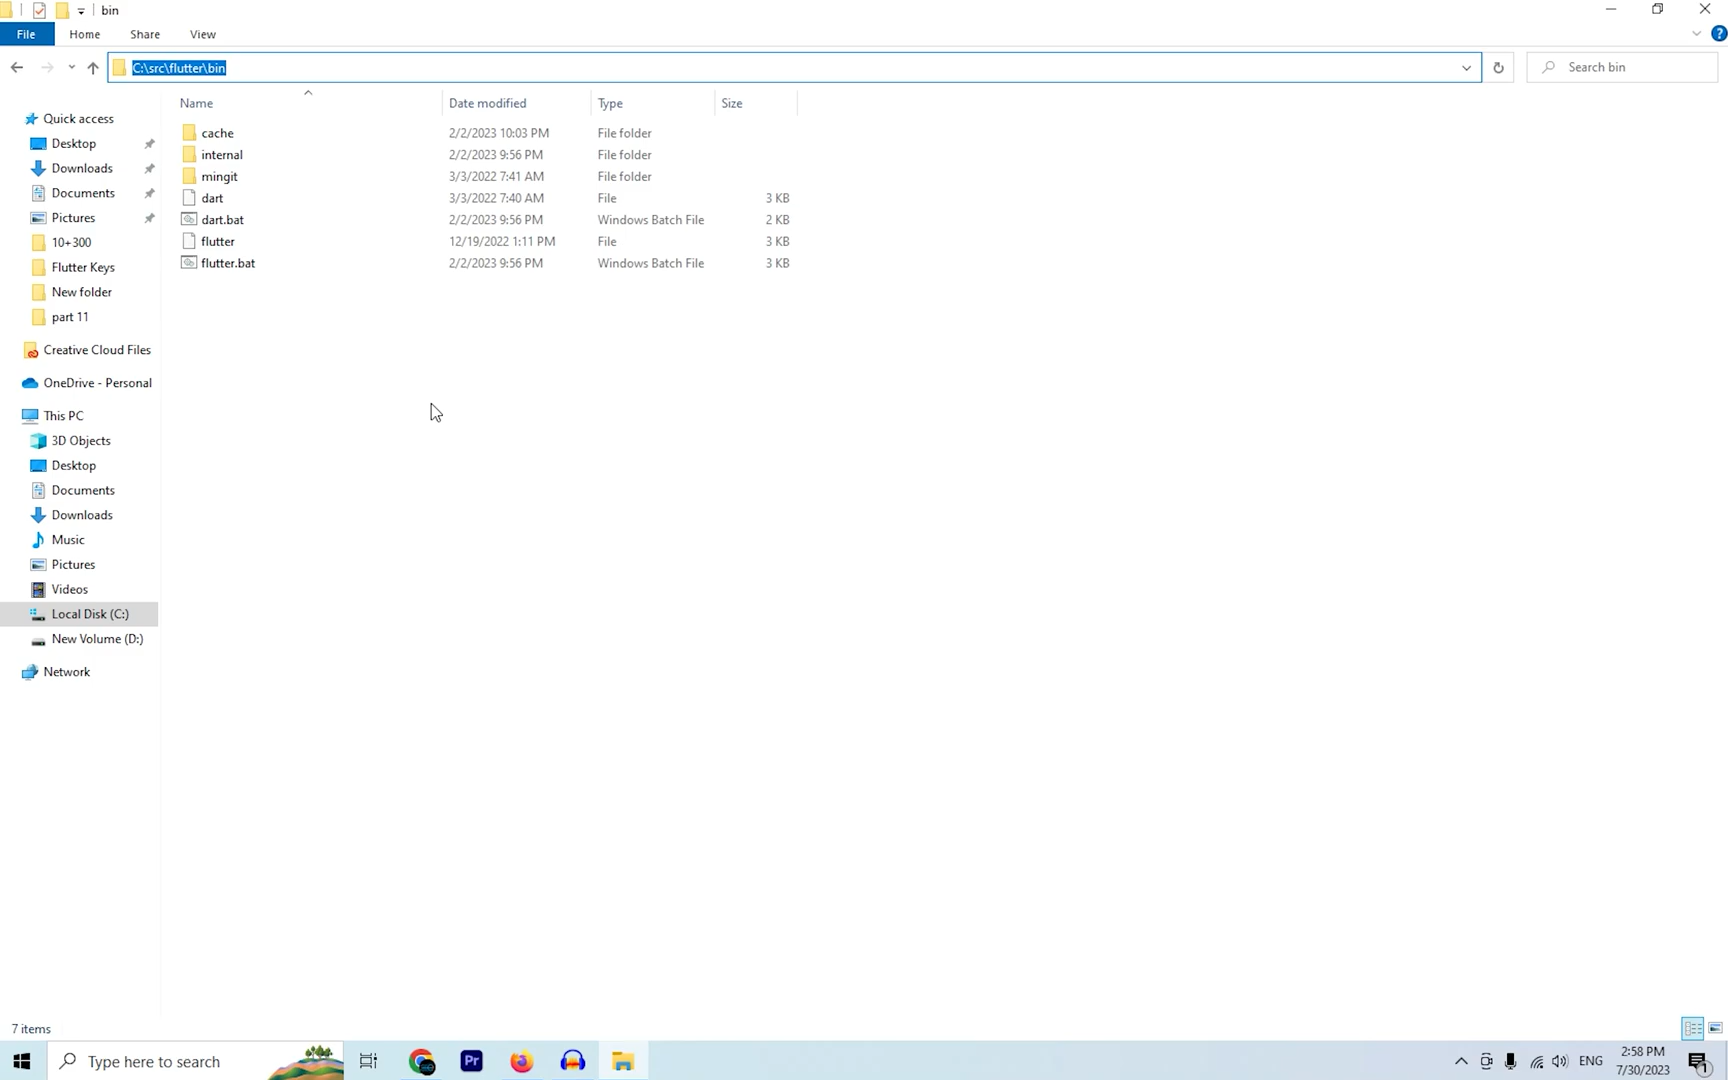 bin
File Home Share View
C:\src\flutter\bin Search bin
Name Date modified Type Size
cache 2/2/2023 10:03 PM File folder
internal 2/2/2023 9:56 PM File folder
mingit 3/3/2022 7:41 AM File folder
dart 3/3/2022 7:40 AM File 3 KB
dart.bat 2/2/2023 9:56 PM Windows Batch File 2 KB
flutter 12/19/2022 1:11 PM File 3 KB
flutter.bat 2/2/2023 9:56 PM Windows Batch File 3 KB
Quick access
Desktop
Downloads
Documents
Pictures
10+300
Flutter Keys
New folder
part 11
Creative Cloud Files
OneDrive - Personal
This PC
3D Objects
Desktop
Documents
Downloads
Music
Pictures
Videos
Local Disk (C:)
New Volume (D:)
Network
7 items
Type here to search
Pr
ENG
2:58 PM
7/30/2023
1